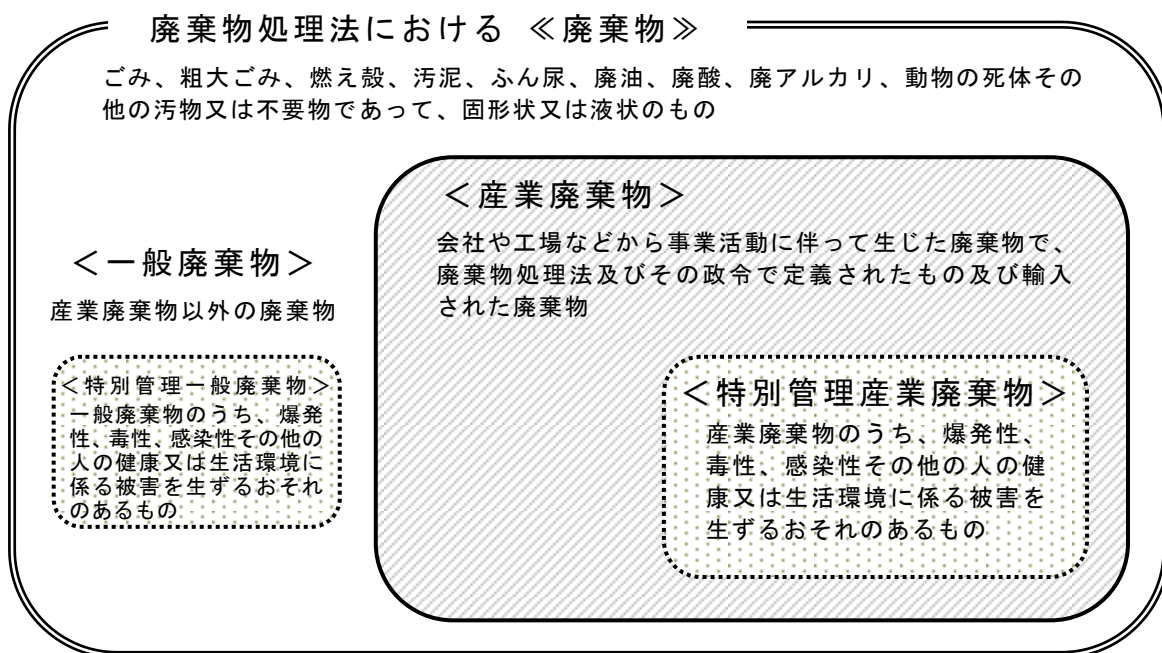 廃棄物処理法における ≪廃棄物≫
ごみ、粗大ごみ、燃え殻、汚泥、ふん尿、廃油、廃酸、廃アルカリ、動物の死体その
他の汚物又は不要物であって、固形状又は液状のもの
＜一般廃棄物＞
産業廃棄物以外の廃棄物
＜特別管理一般廃棄物＞
一般廃棄物のうち、爆発
性、毒性、感染性その他の
人の健康又は生活環境に
係る被害を生ずるおそれ
のあるもの
＜産業廃棄物＞
会社や工場などから事業活動に伴って生じた廃棄物で、
廃棄物処理法及びその政令で定義されたもの及び輸入
された廃棄物
＜特別管理産業廃棄物＞
産業廃棄物のうち、爆発性、
毒性、感染性その他の人の健
康又は生活環境に係る被害を
生ずるおそれのあるもの